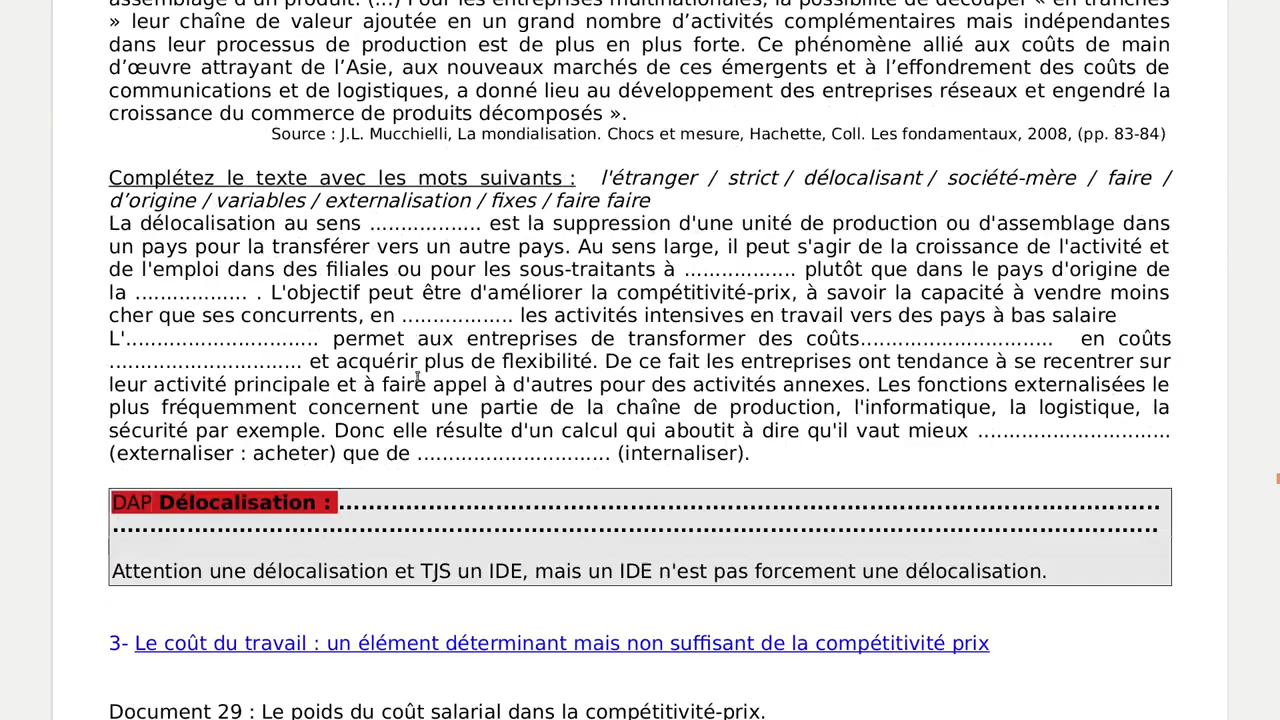 assemblage d'un produit. (...) Pour les entreprises multinationales, la possibilité de découper « en tranches
» leur chaîne de valeur ajoutée en un grand nombre d’activités complémentaires mais indépendantes
dans leur processus de production est de plus en plus forte. Ce phénomène allié aux coûts de main
d’œuvre attrayant de l’Asie, aux nouveaux marchés de ces émergents et à l’effondrement des coûts de
communications et de logistiques, a donné lieu au développement des entreprises réseaux et engendré la
croissance du commerce de produits décomposés ».
Source : J.L. Mucchielli, La mondialisation. Chocs et mesure, Hachette, Coll. Les fondamentaux, 2008, (pp. 83-84)
Complétez le texte avec les mots suivants : l'étranger / strict / délocalisant / société-mère / faire /
d’origine / variables / externalisation / fixes / faire faire
La délocalisation au sens .................. est la suppression d'une unité de production ou d'assemblage dans
un pays pour la transférer vers un autre pays. Au sens large, il peut s'agir de la croissance de l'activité et
de l'emploi dans des filiales ou pour les sous-traitants à .................. plutôt que dans le pays d'origine de
la .................. . L'objectif peut être d'améliorer la compétitivité-prix, à savoir la capacité à vendre moins
cher que ses concurrents, en .................. les activités intensives en travail vers des pays à bas salaire
L'............................... permet aux entreprises de transformer des coûts............................... en coûts
............................... et acquérir plus de flexibilité. De ce fait les entreprises ont tendance à se recentrer sur
leur activité principale et à faire appel à d'autres pour des activités annexes. Les fonctions externalisées le
plus fréquemment concernent une partie de la chaîne de production, l'informatique, la logistique, la
sécurité par exemple. Donc elle résulte d'un calcul qui aboutit à dire qu'il vaut mieux ...............................
(externaliser : acheter) que de ............................... (internaliser).
DAP Délocalisation : ........................................................................................................
....................................................................................................................................
Attention une délocalisation et TJS un IDE, mais un IDE n'est pas forcement une délocalisation.
3- Le coût du travail : un élément déterminant mais non suffisant de la compétitivité prix
Document 29 : Le poids du coût salarial dans la compétitivité-prix.